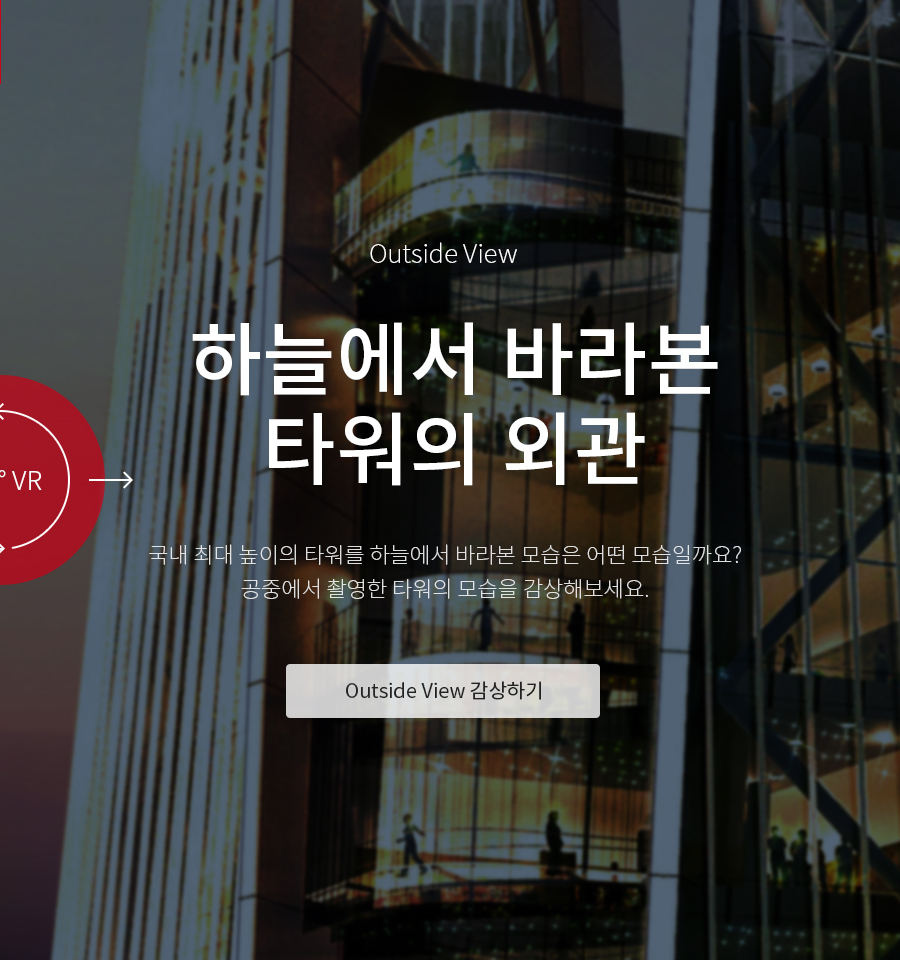 Outside View
하늘에서 바라본
타워의 외관
° VR
국내 최대 높이의 타워를 하늘에서 바라본 모습은 어떤 모습일까요?
공중에서 촬영한 타워의 모습을 감상해보세요.
Outside View 감상하기